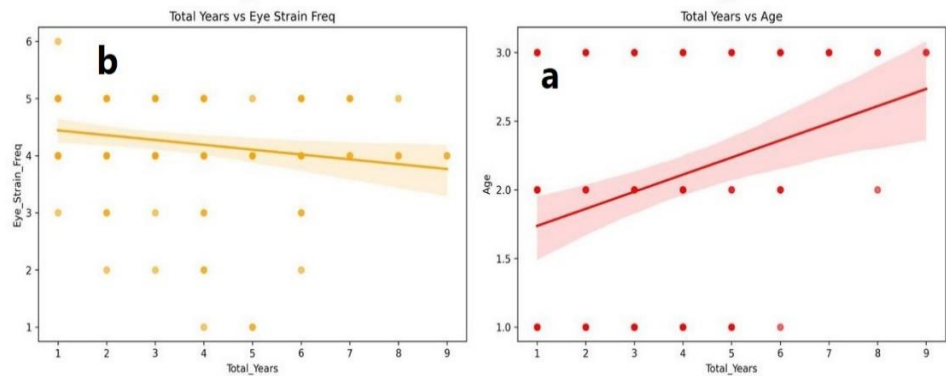 Total Years vs Eye Strain Freq
b
6
5
4
3
2
1
Eye_Strain_Freq
1 2 3 4 5 6 7 8 9
Total_Years
Total Years vs Age
a
3.0
2.5
2.0
1.5
1.0
Age
1 2 3 4 5 6 7 8 9
Total_Years